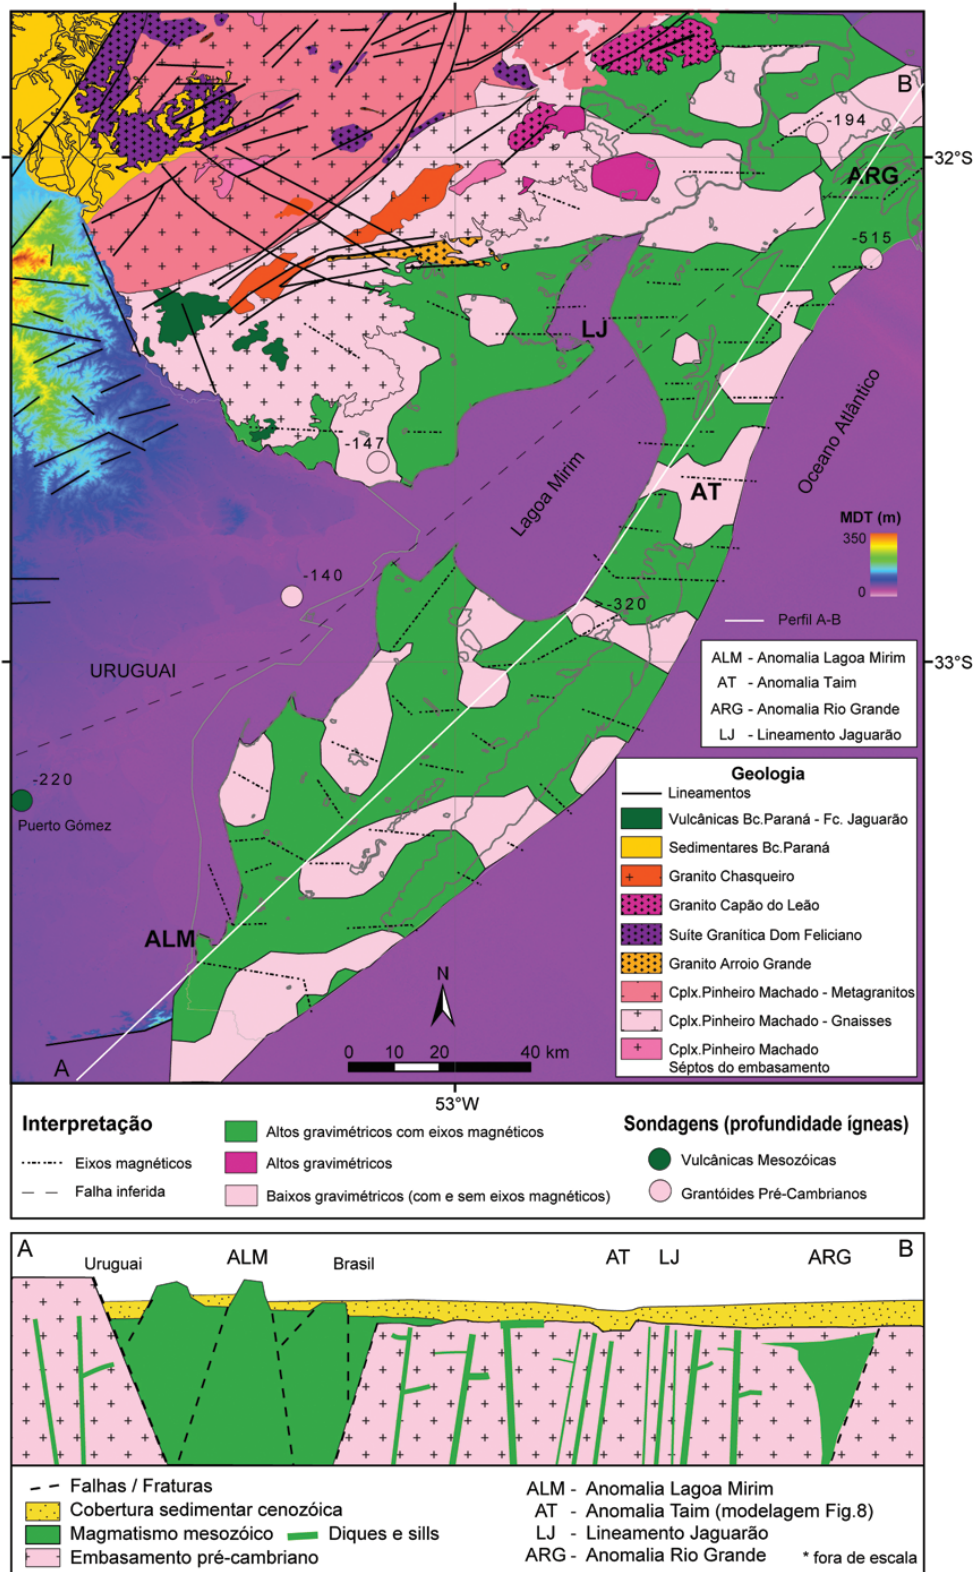 B
-194
32°S
ARG
-515
LJ
Oceano Atlântico
-147
AT
Lagoa Mirim
MDT (m)
350
0
-140
-320
Perfil A-B
URUGUAI
33°S
ALM - Anomalia Lagoa Mirim
AT - Anomalia Taim
ARG - Anomalia Rio Grande
LJ - Lineamento Jaguarão
-220
Puerto Gómez
Geologia
Lineamentos
Vulcânicas Bc.Paraná - Fc. Jaguarão
Sedimentares Bc.Paraná
Granito Chasqueiro
Granito Capão do Leão
Suíte Granítica Dom Feliciano
Granito Arroio Grande
Cplx.Pinheiro Machado - Metagranitos
Cplx.Pinheiro Machado - Gnaisses
Cplx.Pinheiro Machado
Séptos do embasamento
ALM
N
0 10 20 40 km
A
53°W
Interpretação
Eixos magnéticos
Falha inferida
Altos gravimétricos com eixos magnéticos
Altos gravimétricos
Baixos gravimétricos (com e sem eixos magnéticos)
Sondagens (profundidade ígneas)
Vulcânicas Mesozóicas
Grantóides Pré-Cambrianos
A
Uruguai
ALM
Brasil
AT
LJ
ARG
B
Falhas / Fraturas
Cobertura sedimentar cenozóica
Magmatismo mesozóico
Diques e sills
Embasamento pré-cambriano
ALM - Anomalia Lagoa Mirim
AT - Anomalia Taim (modelagem Fig.8)
LJ - Lineamento Jaguarão
ARG - Anomalia Rio Grande
* fora de escala